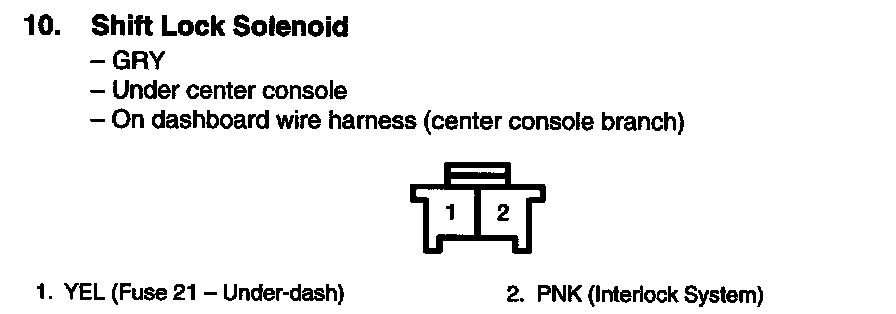 10. Shift Lock Solenoid
– GRY
– Under center console
– On dashboard wire harness (center console branch)
1 2
1. YEL (Fuse 21 – Under-dash) 2. PNK (Interlock System)